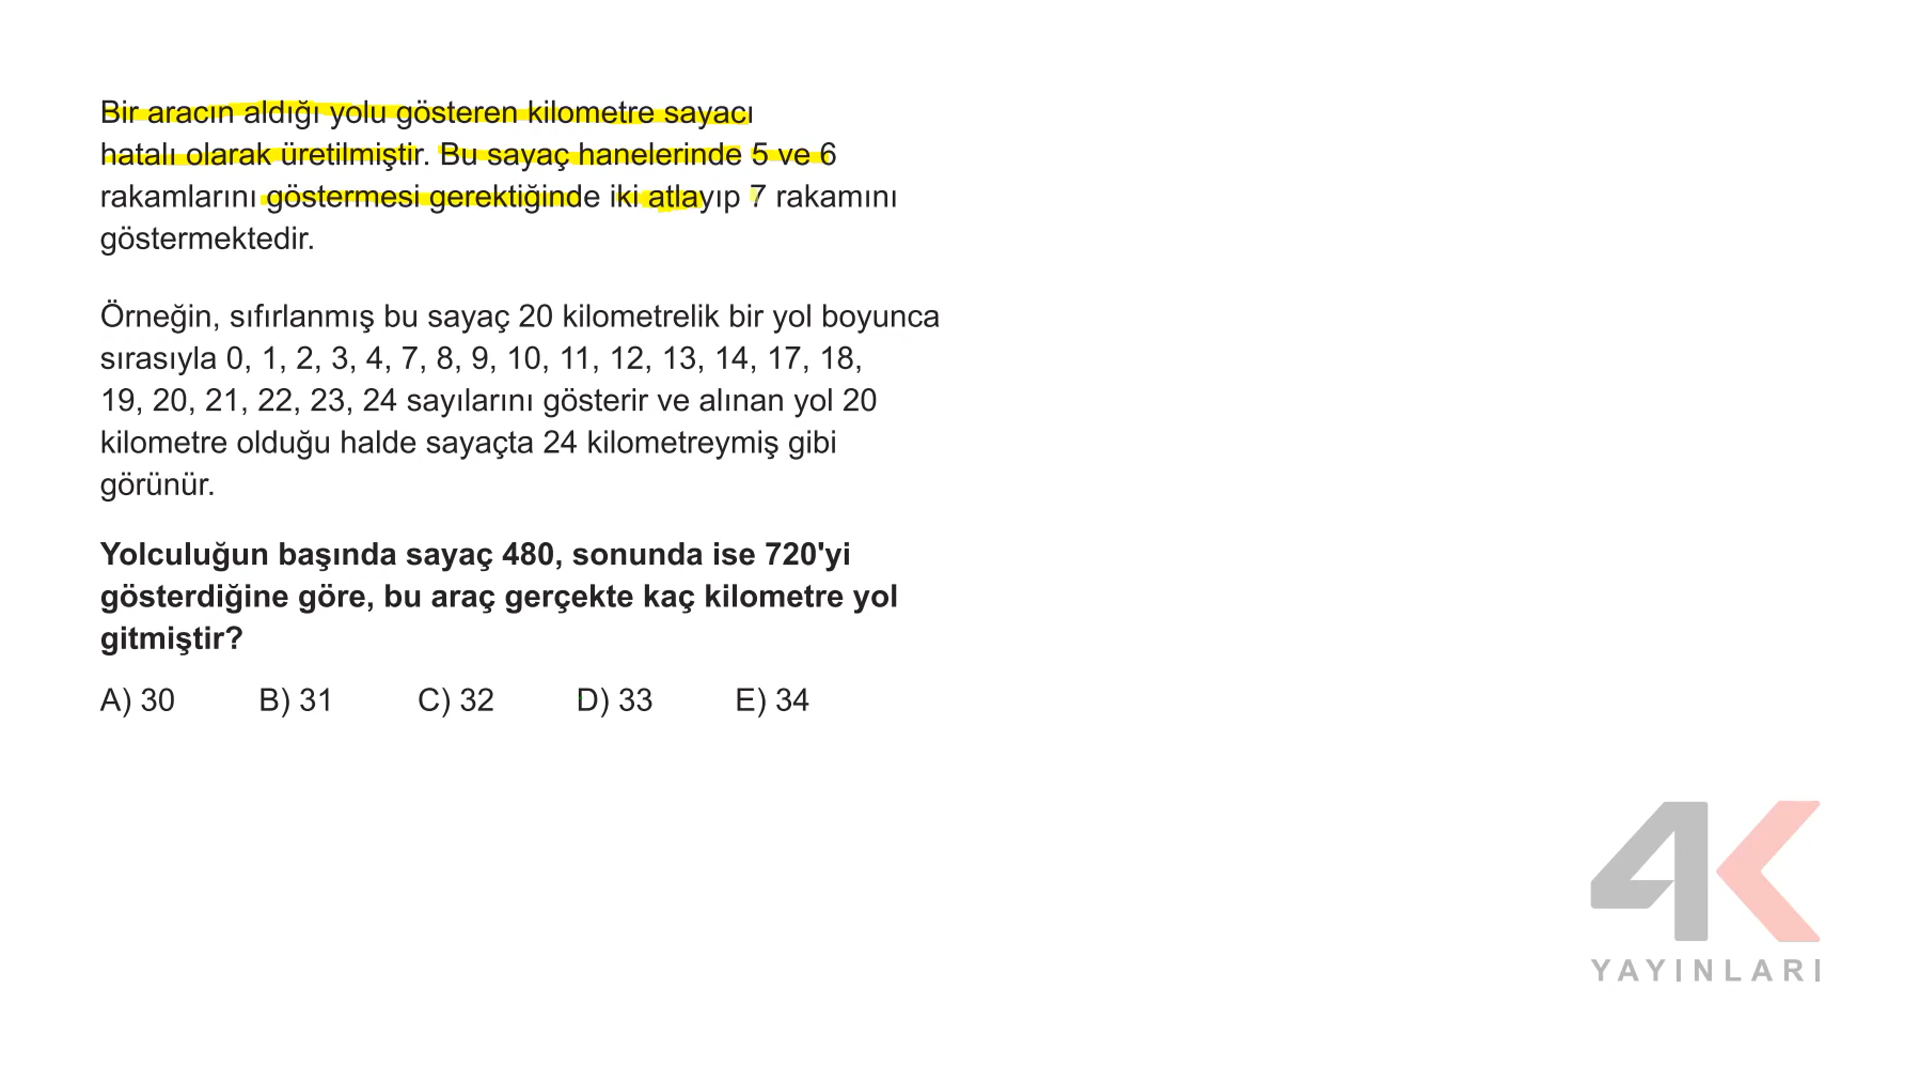 Bir aracın aldığı yolu gösteren kilometre sayacı
hatalı olarak üretilmiştir. Bu sayaç hanelerinde 5 ve 6
rakamlarını göstermesi gerektiğinde iki atlayıp 7 rakamını
göstermektedir.
Örneğin, sıfırlanmış bu sayaç 20 kilometrelik bir yol boyunca
sırasıyla 0, 1, 2, 3, 4, 7, 8, 9, 10, 11, 12, 13, 14, 17, 18,
19, 20, 21, 22, 23, 24 sayılarını gösterir ve alınan yol 20
kilometre olduğu halde sayaçta 24 kilometreymiş gibi
görünür.
Yolculuğun başında sayaç 480, sonunda ise 720'yi
gösterdiğine göre, bu araç gerçekte kaç kilometre yol
gitmiştir?
A) 30 B) 31 C) 32 D) 33 E) 34
4K
YAYINLARI